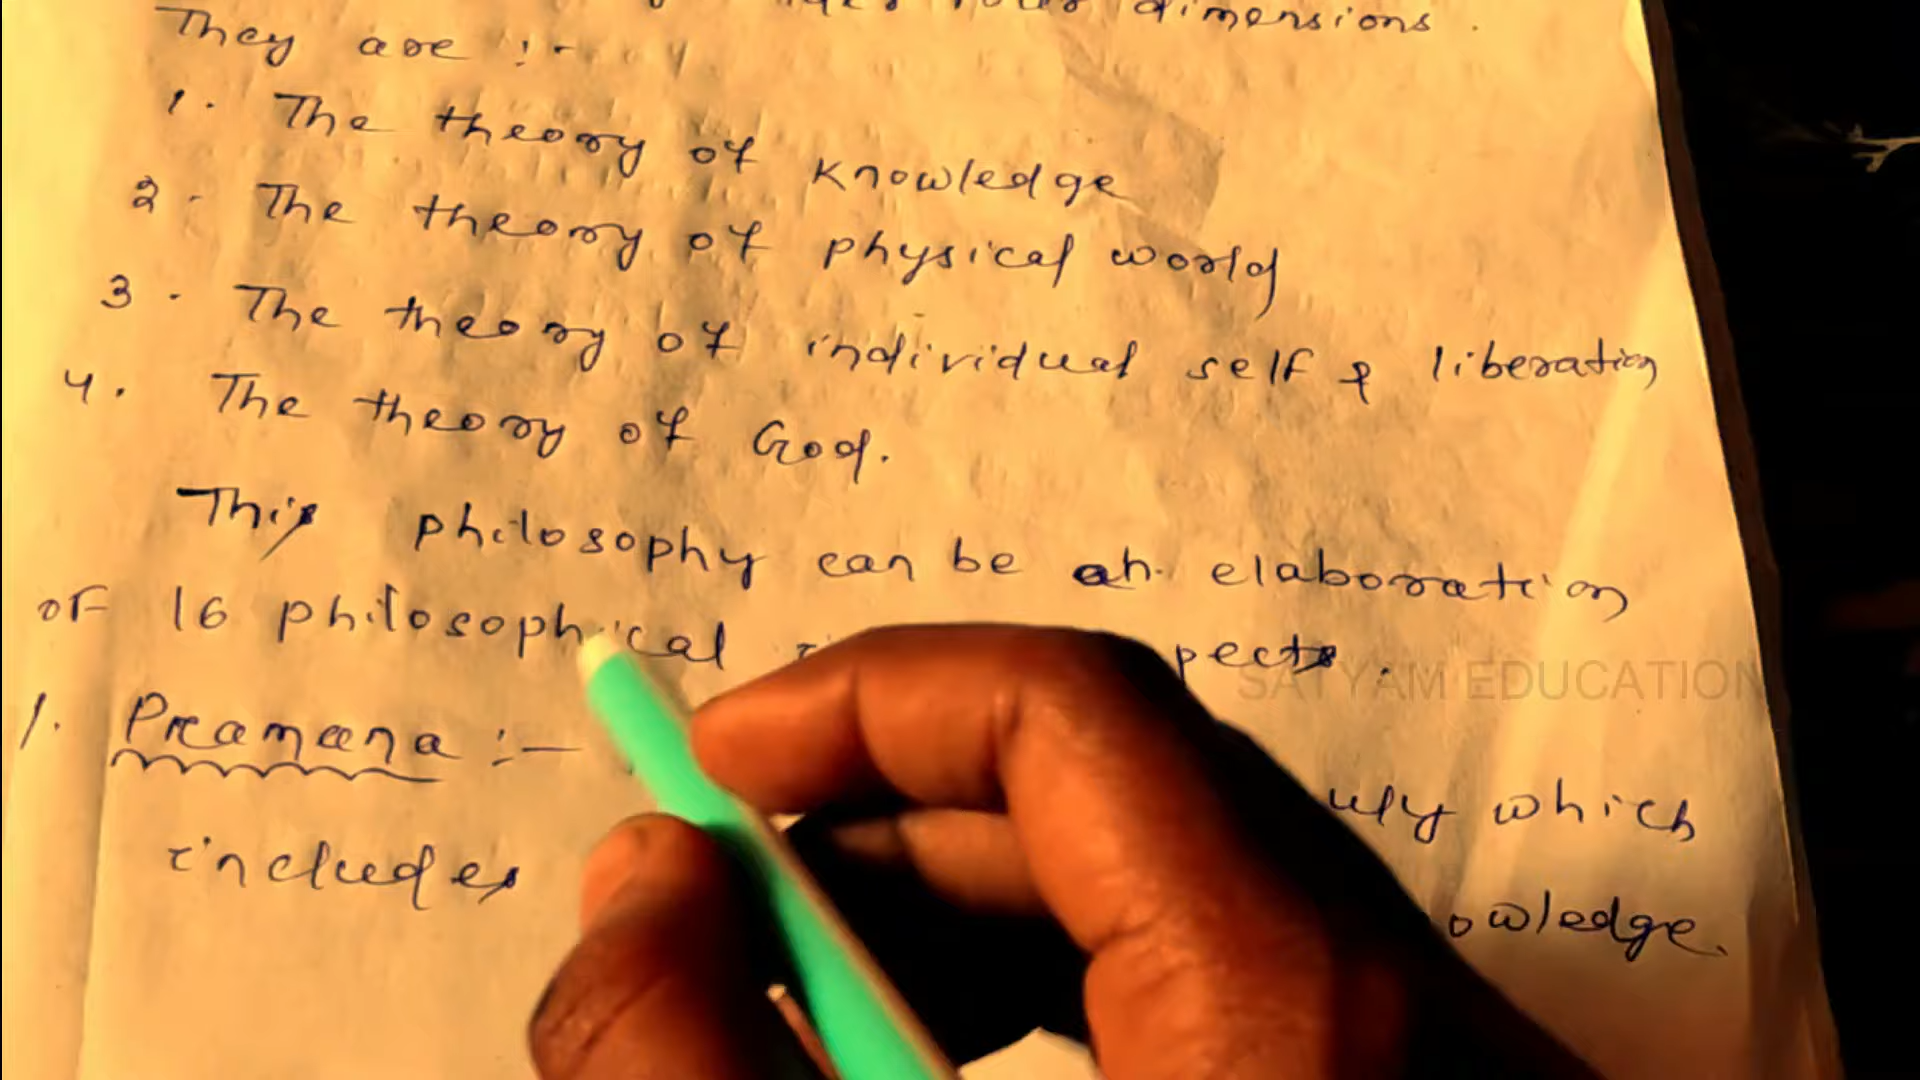 dimensions.
They are :-
1. The theory of Knowledge
2. The theory of physical world
3. The theory of individual self & liberation
4. The theory of God.
This philosophy can be an elaboration
of 16 philosophical
1. Pramana :- which
includes
SATYAM EDUCATION